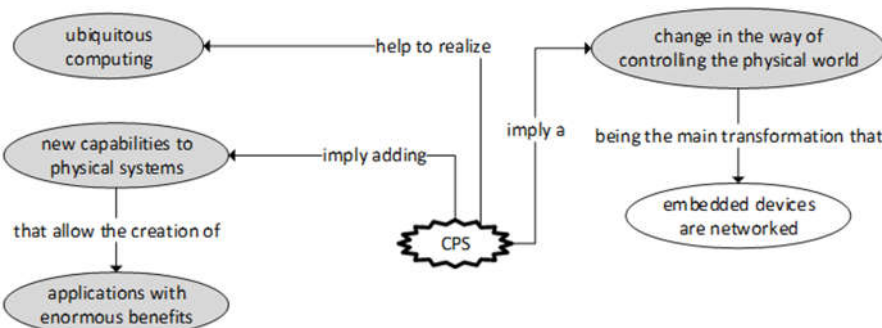 ubiquitous
computing
help to realize
change in the way of
controlling the physical world
imply a
being the main transformation that
new capabilities to
physical systems
imply adding
embedded devices
are networked
that allow the creation of
CPS
applications with
enormous benefits